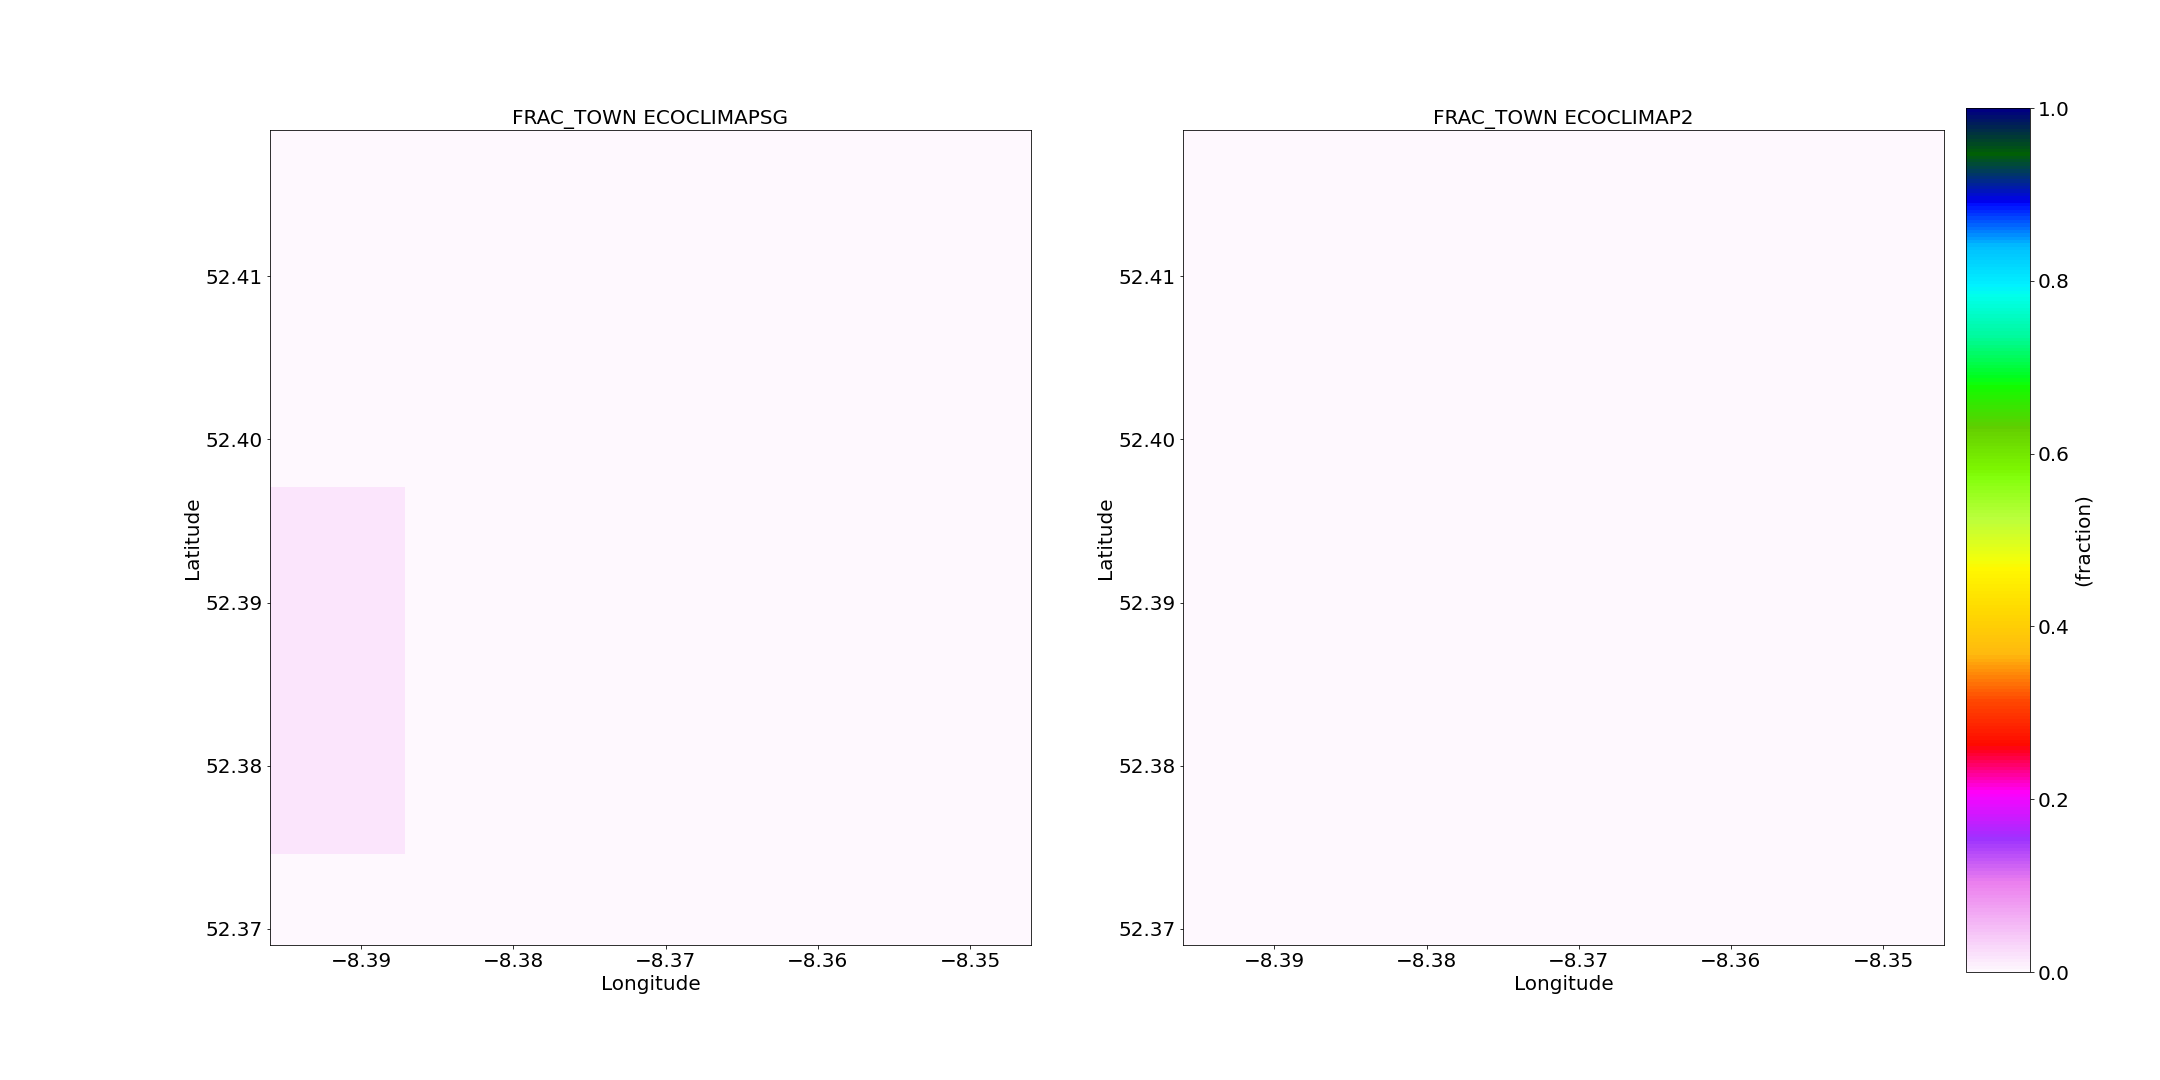 FRAC_TOWN ECOCLIMAPSG
52.41
52.40
52.39
52.38
52.37
Latitude
−8.39 −8.38 −8.37 −8.36 −8.35
Longitude
FRAC_TOWN ECOCLIMAP2
52.41
52.40
52.39
52.38
52.37
Latitude
−8.39 −8.38 −8.37 −8.36 −8.35
Longitude
1.0
0.8
0.6
0.4
0.2
0.0
(fraction)